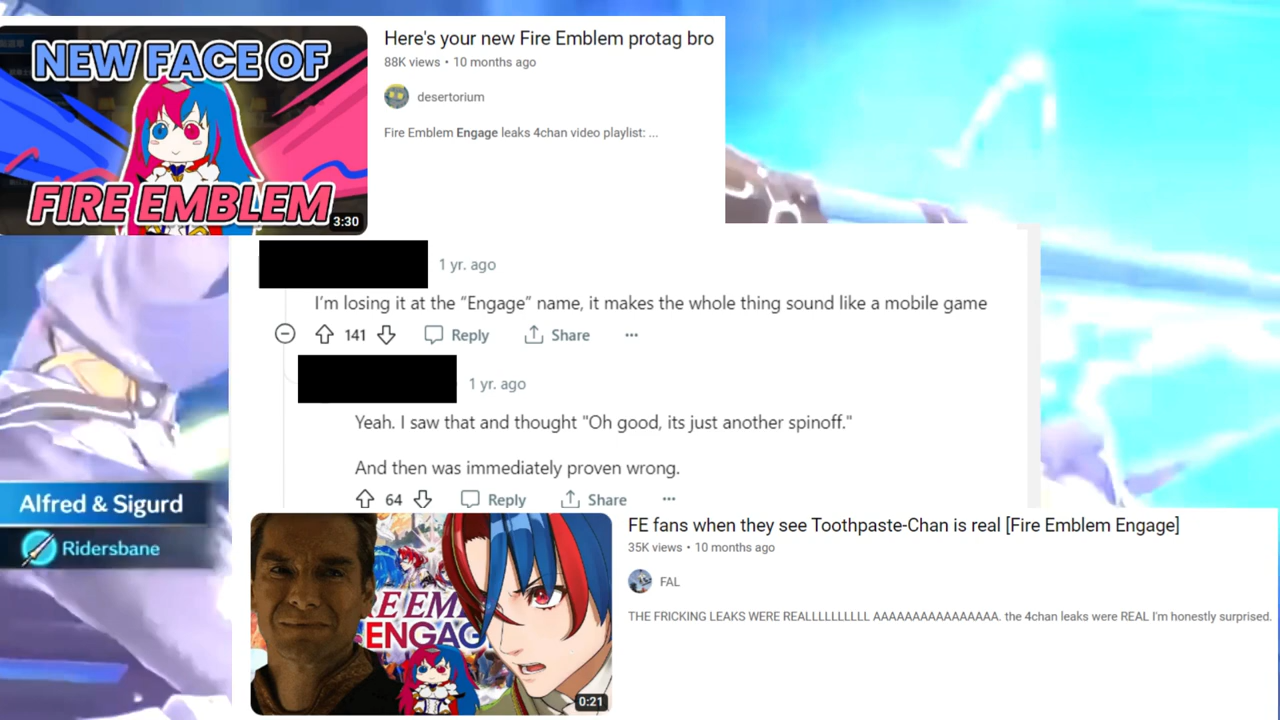 NEW FACE OF
FIRE EMBLEM
3:30
Here's your new Fire Emblem protag bro
88K views • 10 months ago
desertorium
Fire Emblem Engage leaks 4chan video playlist: ...
1 yr. ago
I'm losing it at the “Engage” name, it makes the whole thing sound like a mobile game
141 Reply Share ...
1 yr. ago
Yeah. I saw that and thought "Oh good, its just another spinoff."
And then was immediately proven wrong.
64 Reply Share ...
Alfred & Sigurd
Ridersbane
E EM
ENGAG
0:21
FE fans when they see Toothpaste-Chan is real [Fire Emblem Engage]
35K views • 10 months ago
FAL
THE FRICKING LEAKS WERE REALLLLLLLLLL AAAAAAAAAAAAAAAA. the 4chan leaks were REAL I'm honestly surprised.